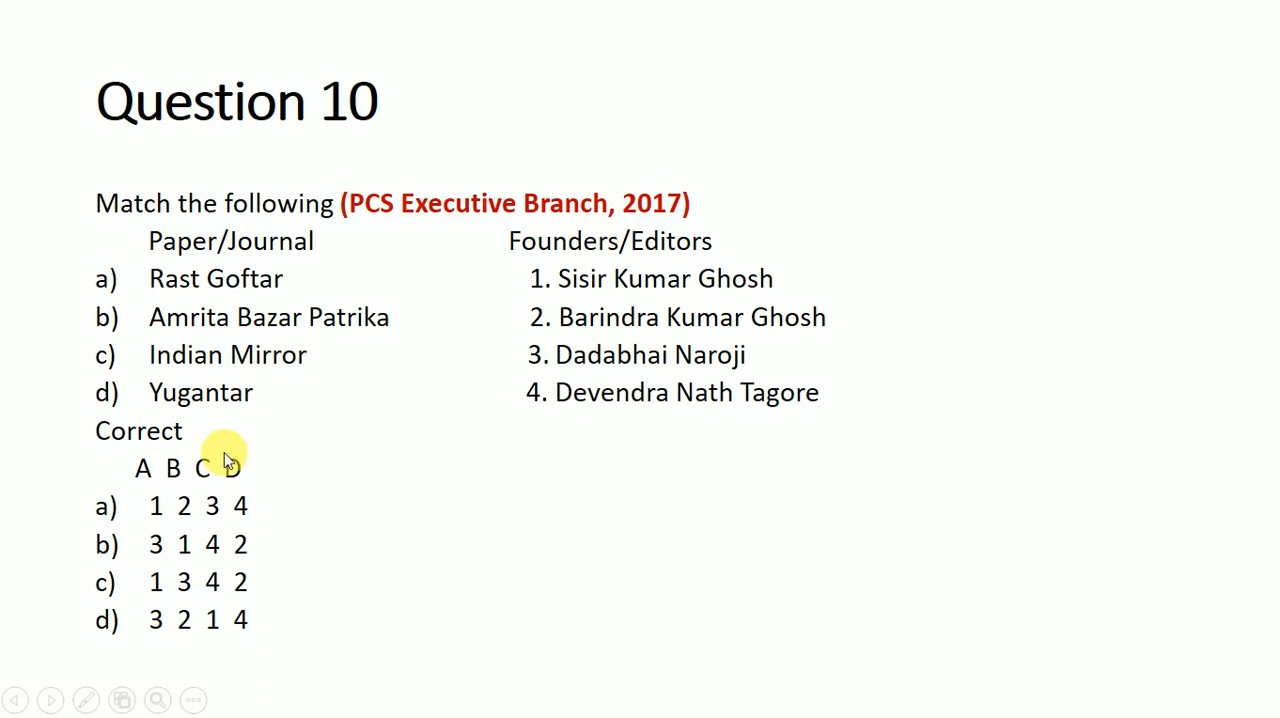 Question 10
Match the following (PCS Executive Branch, 2017)
Paper/Journal Founders/Editors
a) Rast Goftar 1. Sisir Kumar Ghosh
b) Amrita Bazar Patrika 2. Barindra Kumar Ghosh
c) Indian Mirror 3. Dadabhai Naroji
d) Yugantar 4. Devendra Nath Tagore
Correct
A B C D
a) 1 2 3 4
b) 3 1 4 2
c) 1 3 4 2
d) 3 2 1 4